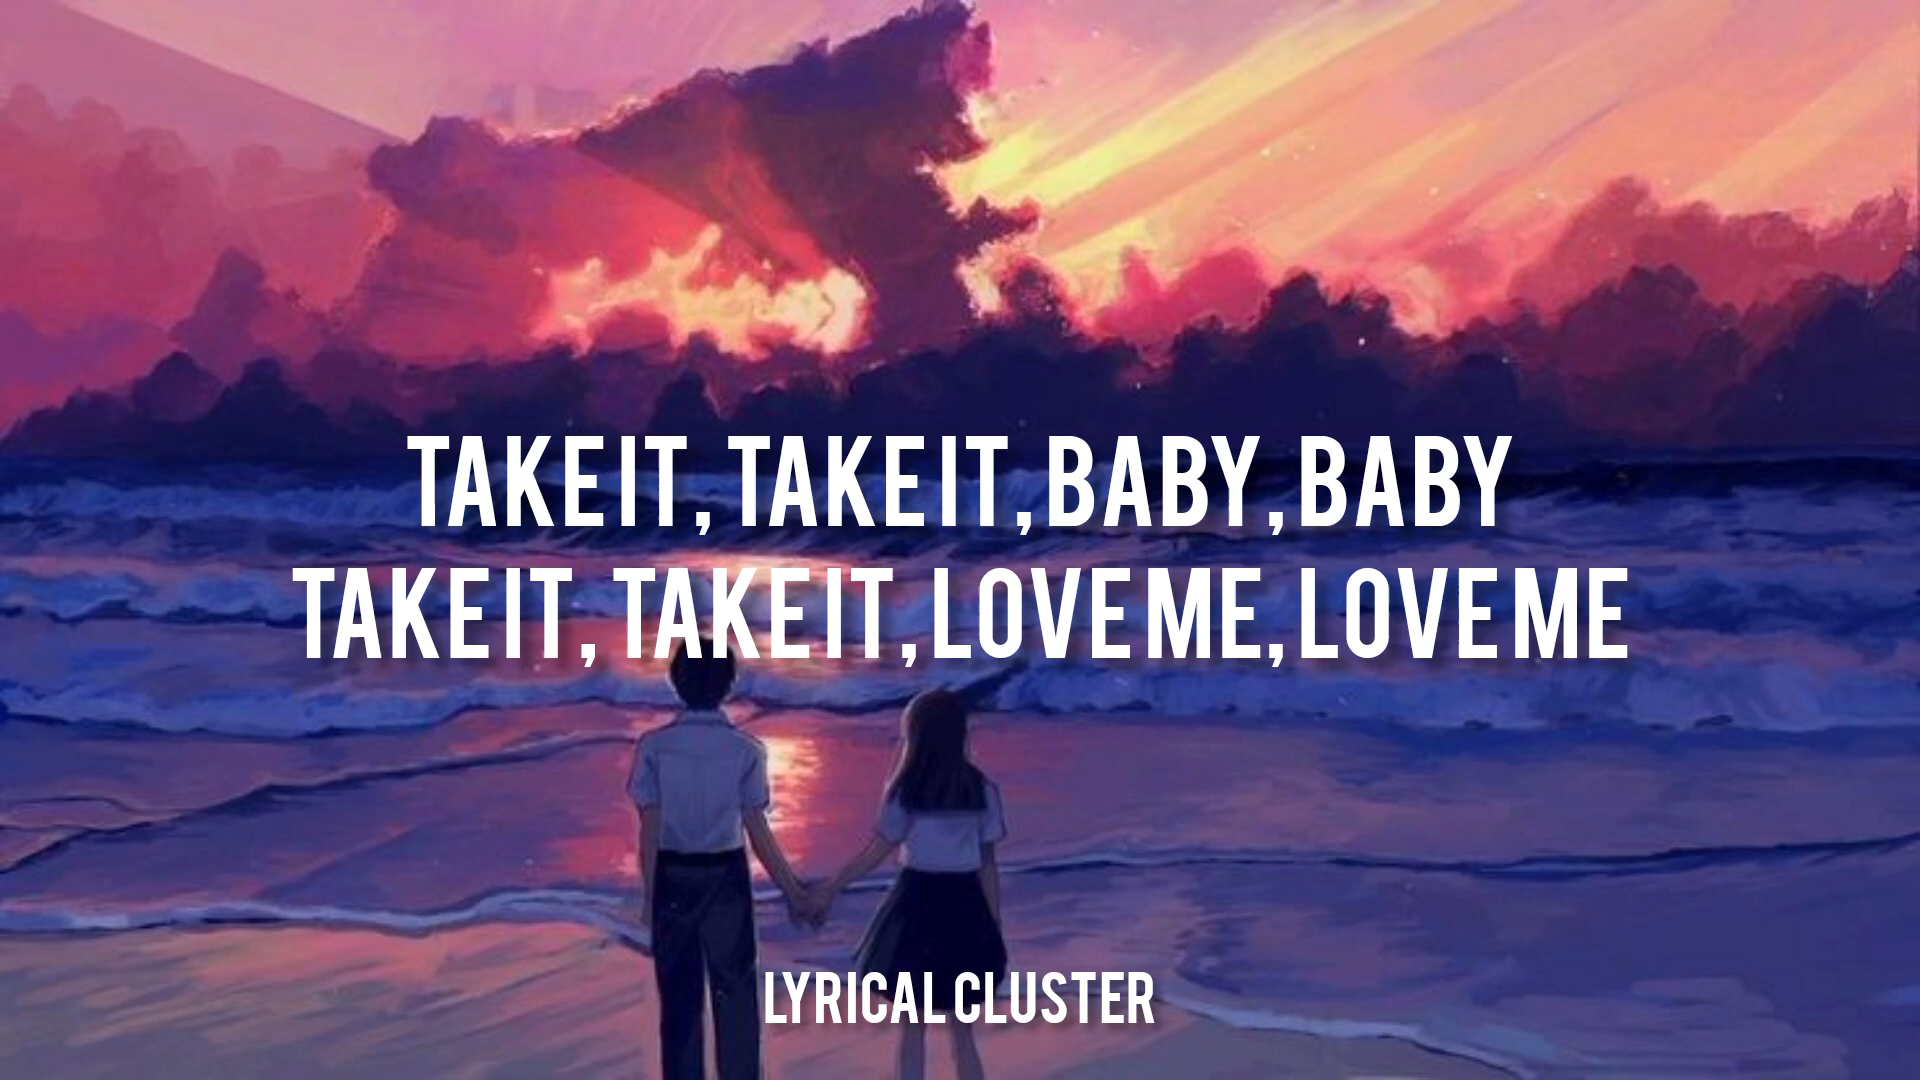 TAKE IT, TAKE IT, BABY, BABY
TAKE IT, TAKE IT, LOVE ME, LOVE ME
LYRICAL CLUSTER